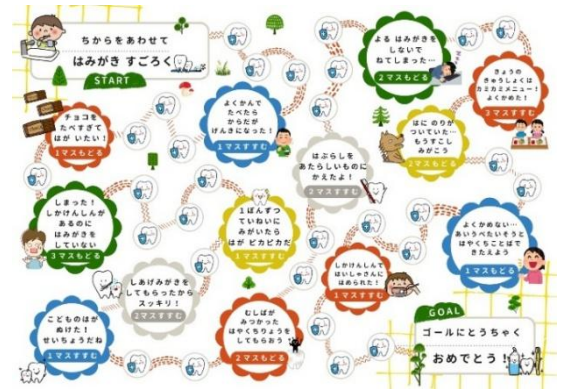 ちからをあわせて
はみがき すごろく
START
チョコを
たべすぎて
はが いたい!
1マスもどる
よくかんで
たべたら
からだが
げんきになった!
1マスすすむ
よる はみがきを
しないで
ねてしまった…
2マスもどる
きょうの
きゅうしょくは
カミカミメニュー!
よくかめた!
3マスすすむ
はに のりが
ついていた…
もうすこし
みがこう
2マスもどる
はぶらしを
あたらしいものに
かえたよ!
2マスすすむ
しまった!
しかけんしんが
あるのに
はみがきを
していない
3マスもどる
1ぽんずつ
ていねいに
みがいたら
はが ピカピカだ
1マスすすむ
よくかめない…
あいうべたいそうと
はやくちことばで
きたえよう
1マスもどる
しあげみがきを
してもらったから
スッキリ!
2マスすすむ
しかけんしんで
はいしゃさんに
ほめられた!
1マスすすむ
こどものはが
ぬけた!
せいちょうだね
1マスすすむ
むしばが
みつかった
はやくちりょうを
してもらおう
2マスもどる
GOAL
ゴールにとうちゃく
おめでとう!